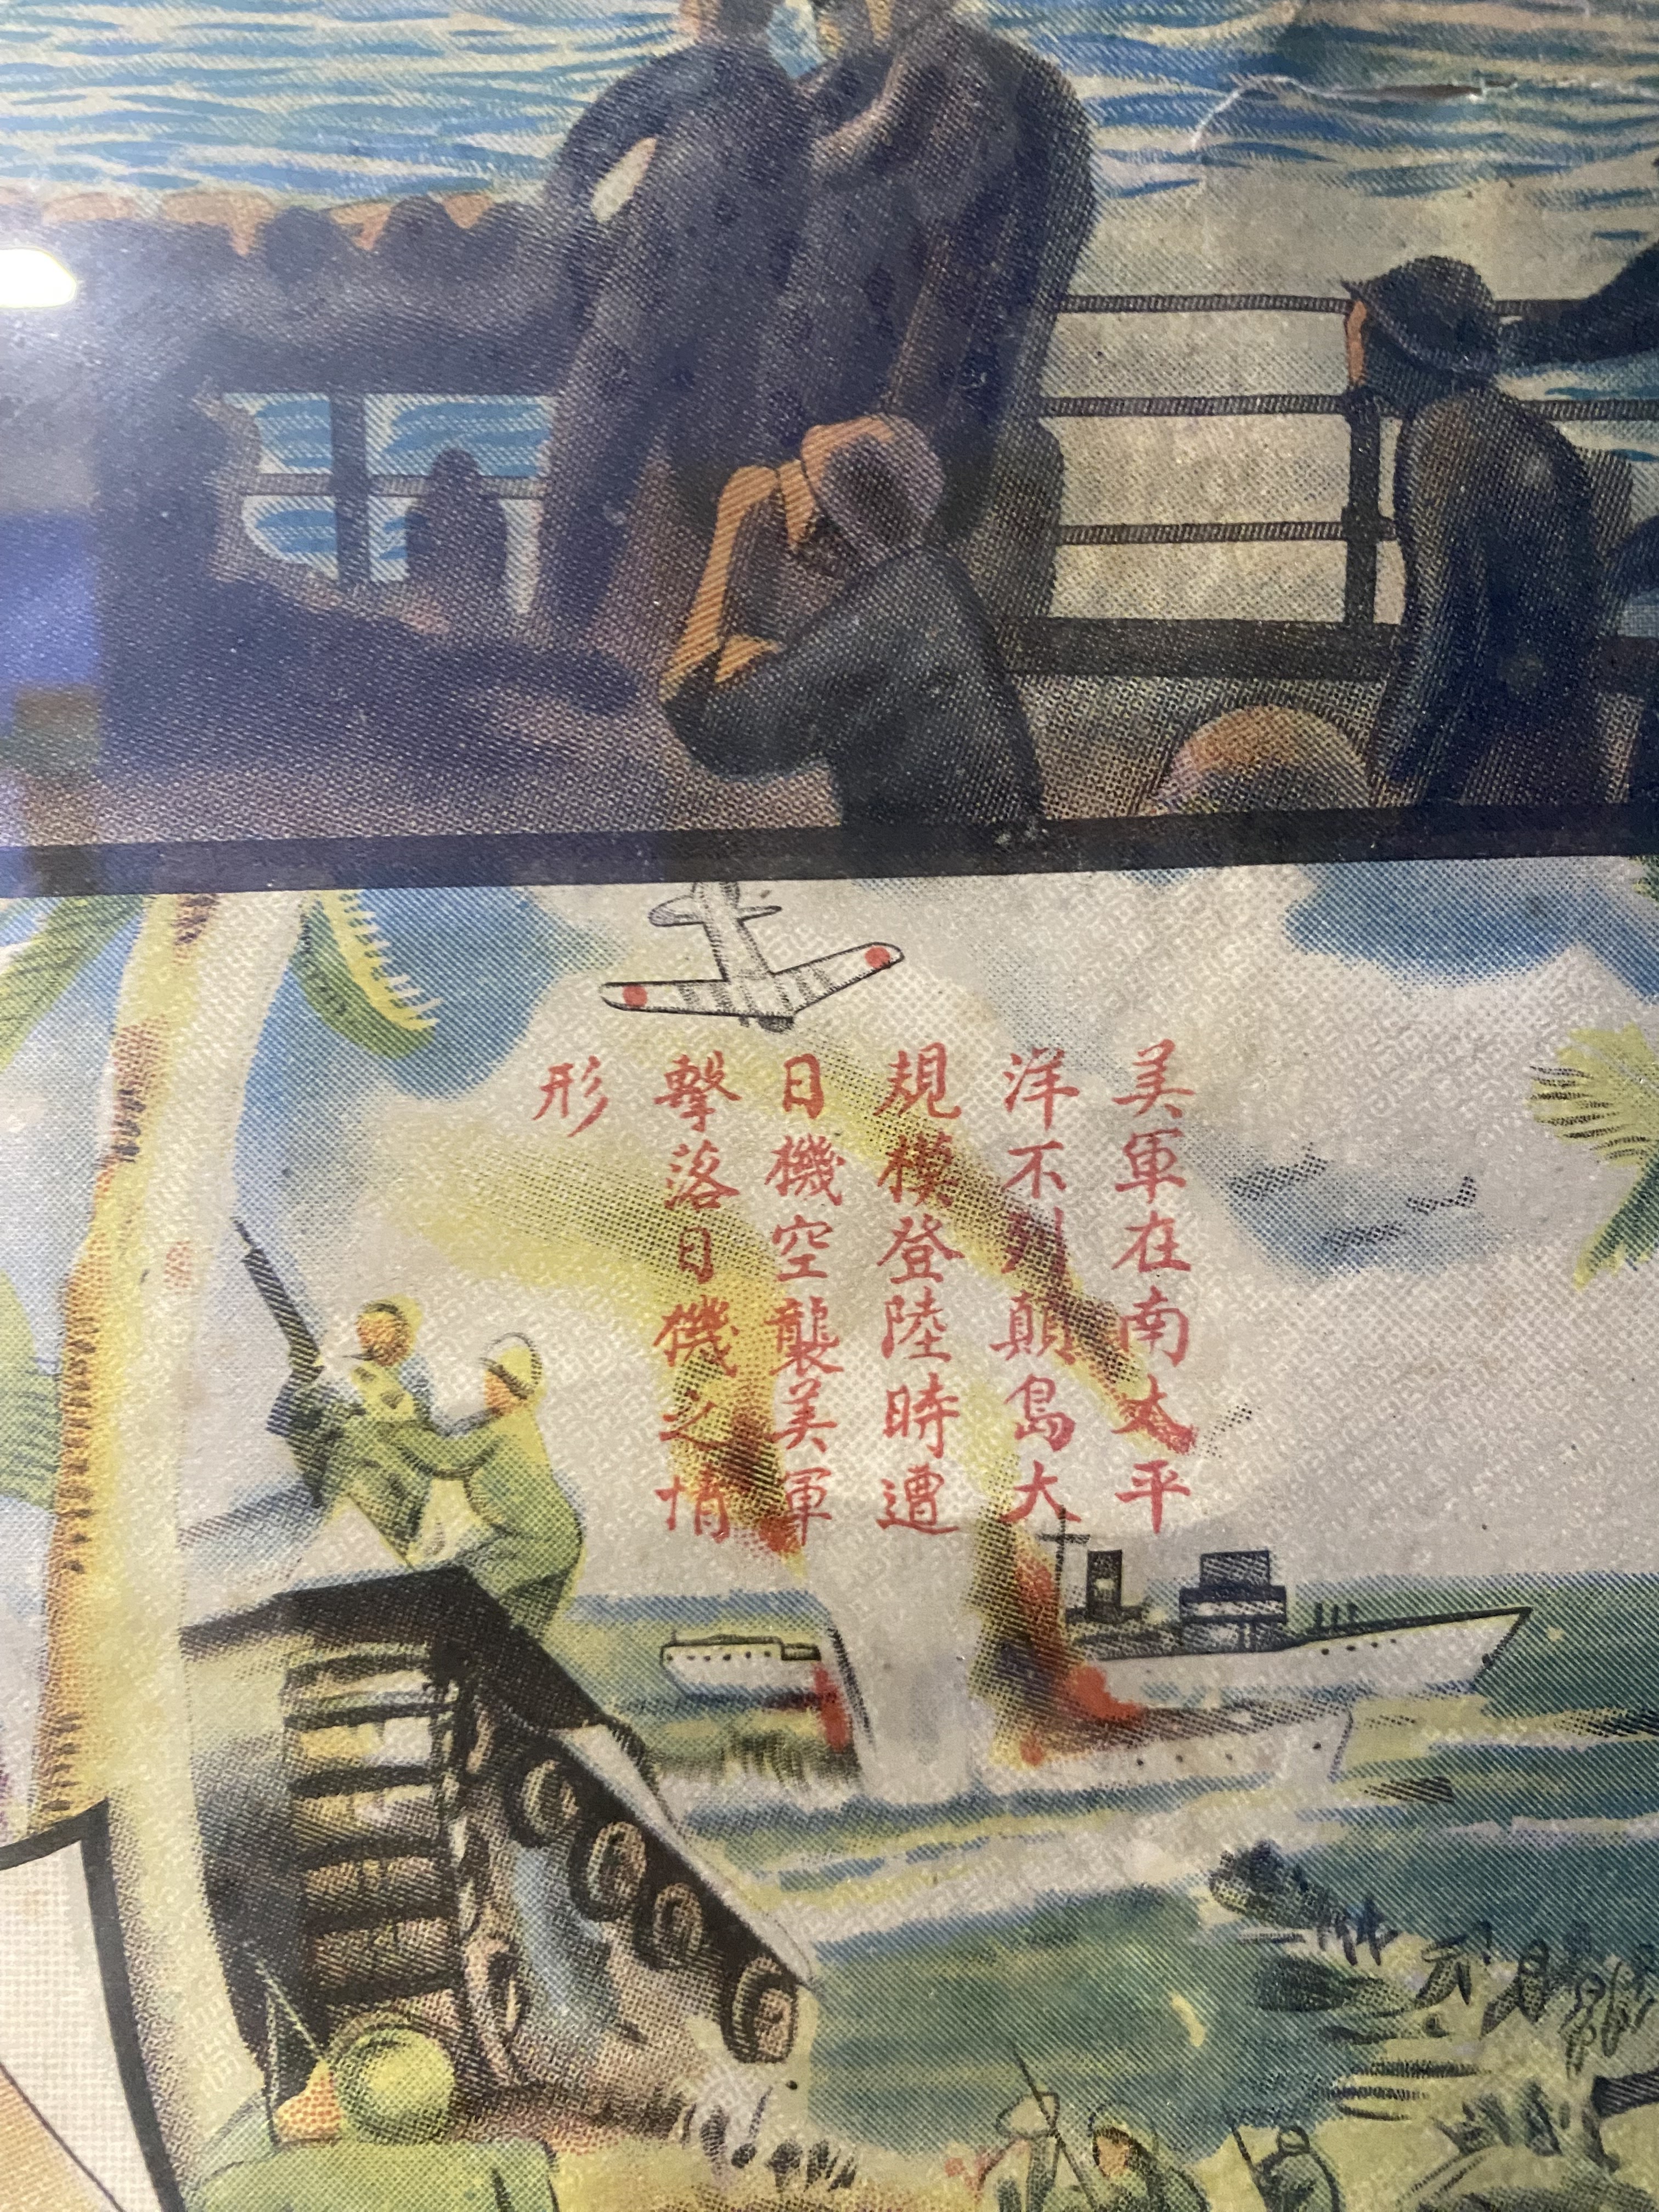 美軍在南太平
洋不列顛島大
規模登陸時遭
日機空襲美軍
擊落日機之情
形